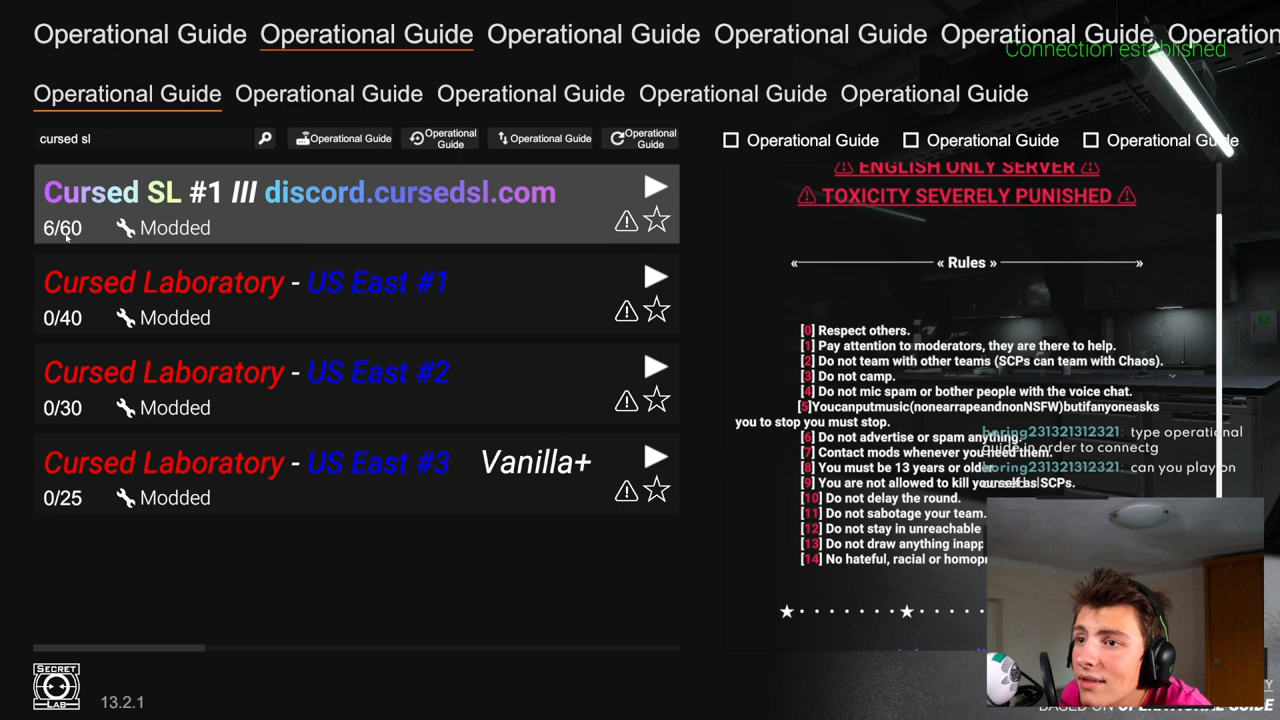 Operational Guide Operational Guide Operational Guide Operational Guide Operational Guide Operation
Connection established
Operational Guide Operational Guide Operational Guide Operational Guide Operational Guide
cursed sl Operational Guide Operational Guide Operational Guide Operational Guide
Operational Guide Operational Guide Operational Guide
Cursed SL #1 /// discord.cursedsl.com
6/60 Modded
Cursed Laboratory - US East #1
0/40 Modded
Cursed Laboratory - US East #2
0/30 Modded
Cursed Laboratory - US East #3 Vanilla+
0/25 Modded
⚠ ENGLISH ONLY SERVER ⚠
⚠ TOXICITY SEVERELY PUNISHED ⚠
« Rules »
[0] Respect others.
[1] Pay attention to moderators, they are there to help.
[2] Do not team with other teams (SCPs can team with Chaos).
[3] Do not camp.
[4] Do not mic spam or bother people with the voice chat.
[5]Youcanputmusic(nonearrapeandnonNSFW)butifanyoneasks
you to stop you must stop.
[6] Do not advertise or spam anything.
[7] Contact mods whenever you need them.
[8] You must be 13 years or older
[9] You are not allowed to kill yourself as SCPs.
[10] Do not delay the round.
[11] Do not sabotage your team.
[12] Do not stay in unreachable
[13] Do not draw anything inapp
[14] No hateful, racial or homop
boring231321312321: type operational
guide in order to connectg
boring231321312321: can you play on
SECRET
LAB
13.2.1
BASED ON OPERATIONAL GUIDE